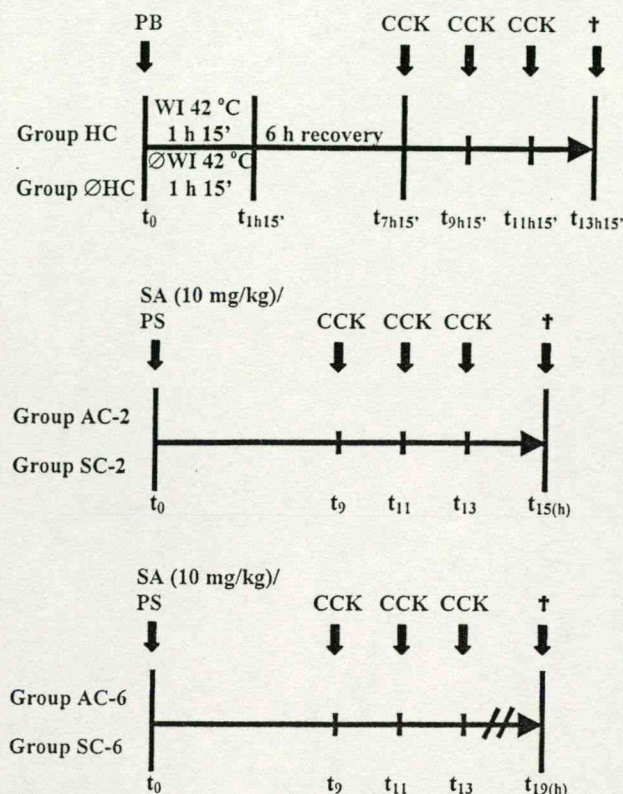 PB CCK CCK CCK †
WI 42 °C
Group HC 1 h 15’ 6 h recovery
ØWI 42 °C
Group ØHC 1 h 15’
t0 t1h15’ t7h15’ t9h15’ t11h15’ t13h15’
SA (10 mg/kg)/
PS CCK CCK CCK †
Group AC-2
Group SC-2
t0 t9 t11 t13 t15(h)
SA (10 mg/kg)/
PS CCK CCK CCK †
Group AC-6
Group SC-6
t0 t9 t11 t13 t19(h)